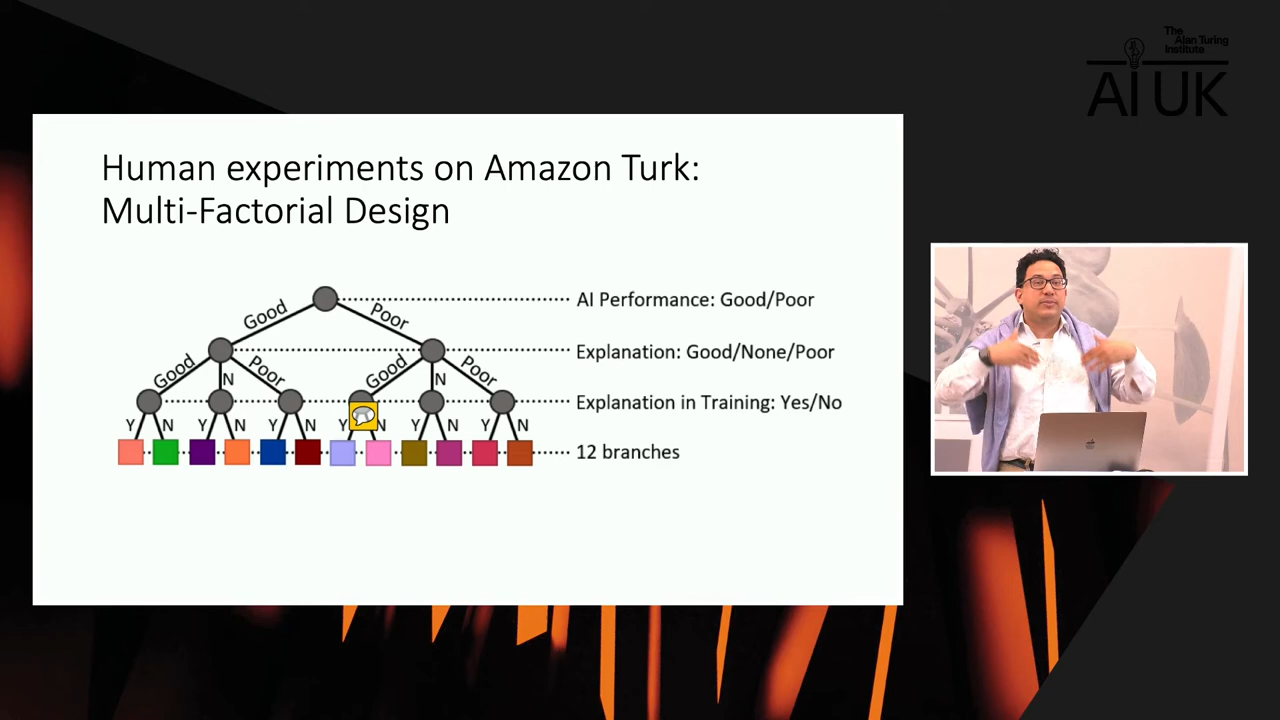 The
Alan Turing
Institute
AI UK
Human experiments on Amazon Turk:
Multi-Factorial Design
Good
Poor
AI Performance: Good/Poor
Good
N
Poor
Good
N
Poor
Explanation: Good/None/Poor
Explanation in Training: Yes/No
Y N Y N Y N Y N Y N Y N
12 branches